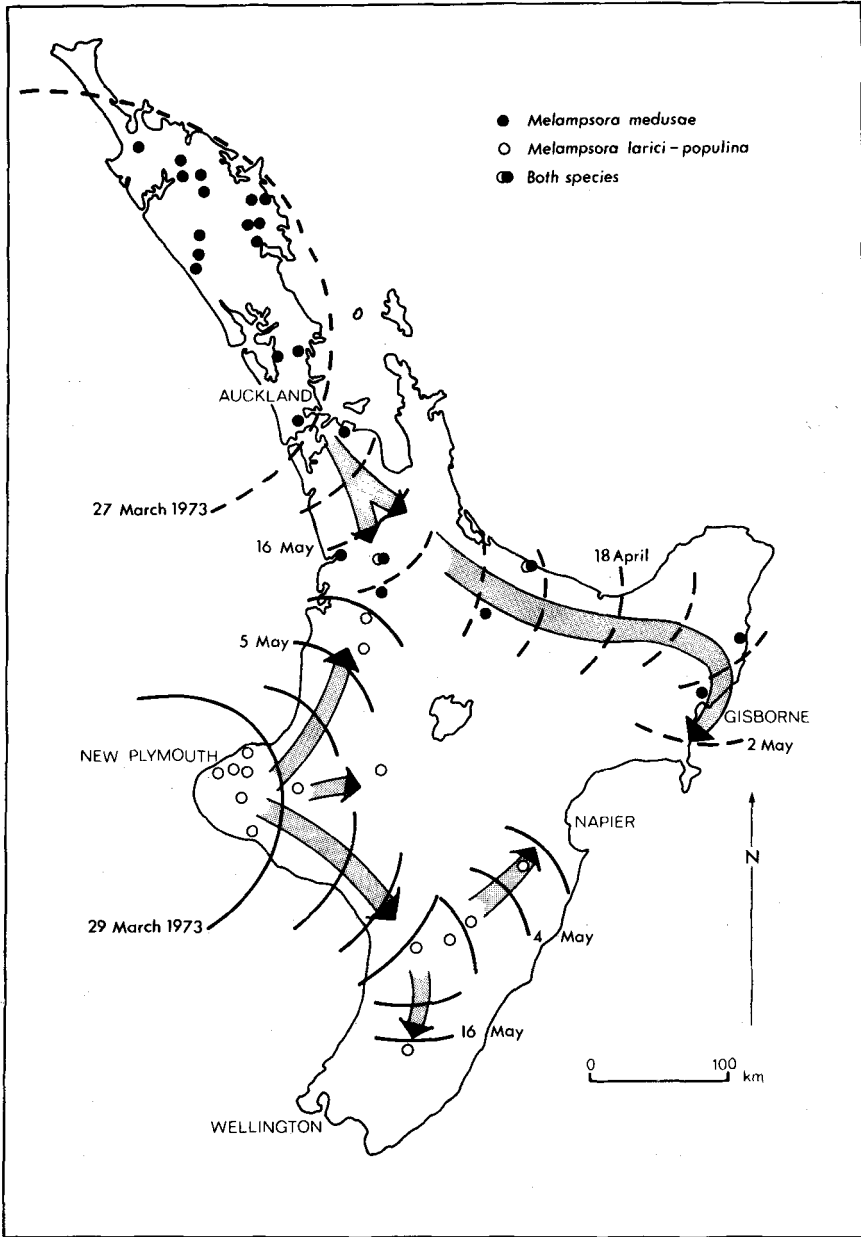 Melampsora medusae
Melampsora larici-populina
Both species
AUCKLAND
27 March 1973
16 May
18 April
5 May
GISBORNE
2 May
NEW PLYMOUTH
NAPIER
N
29 March 1973
4 May
16 May
0 100
km
WELLINGTON